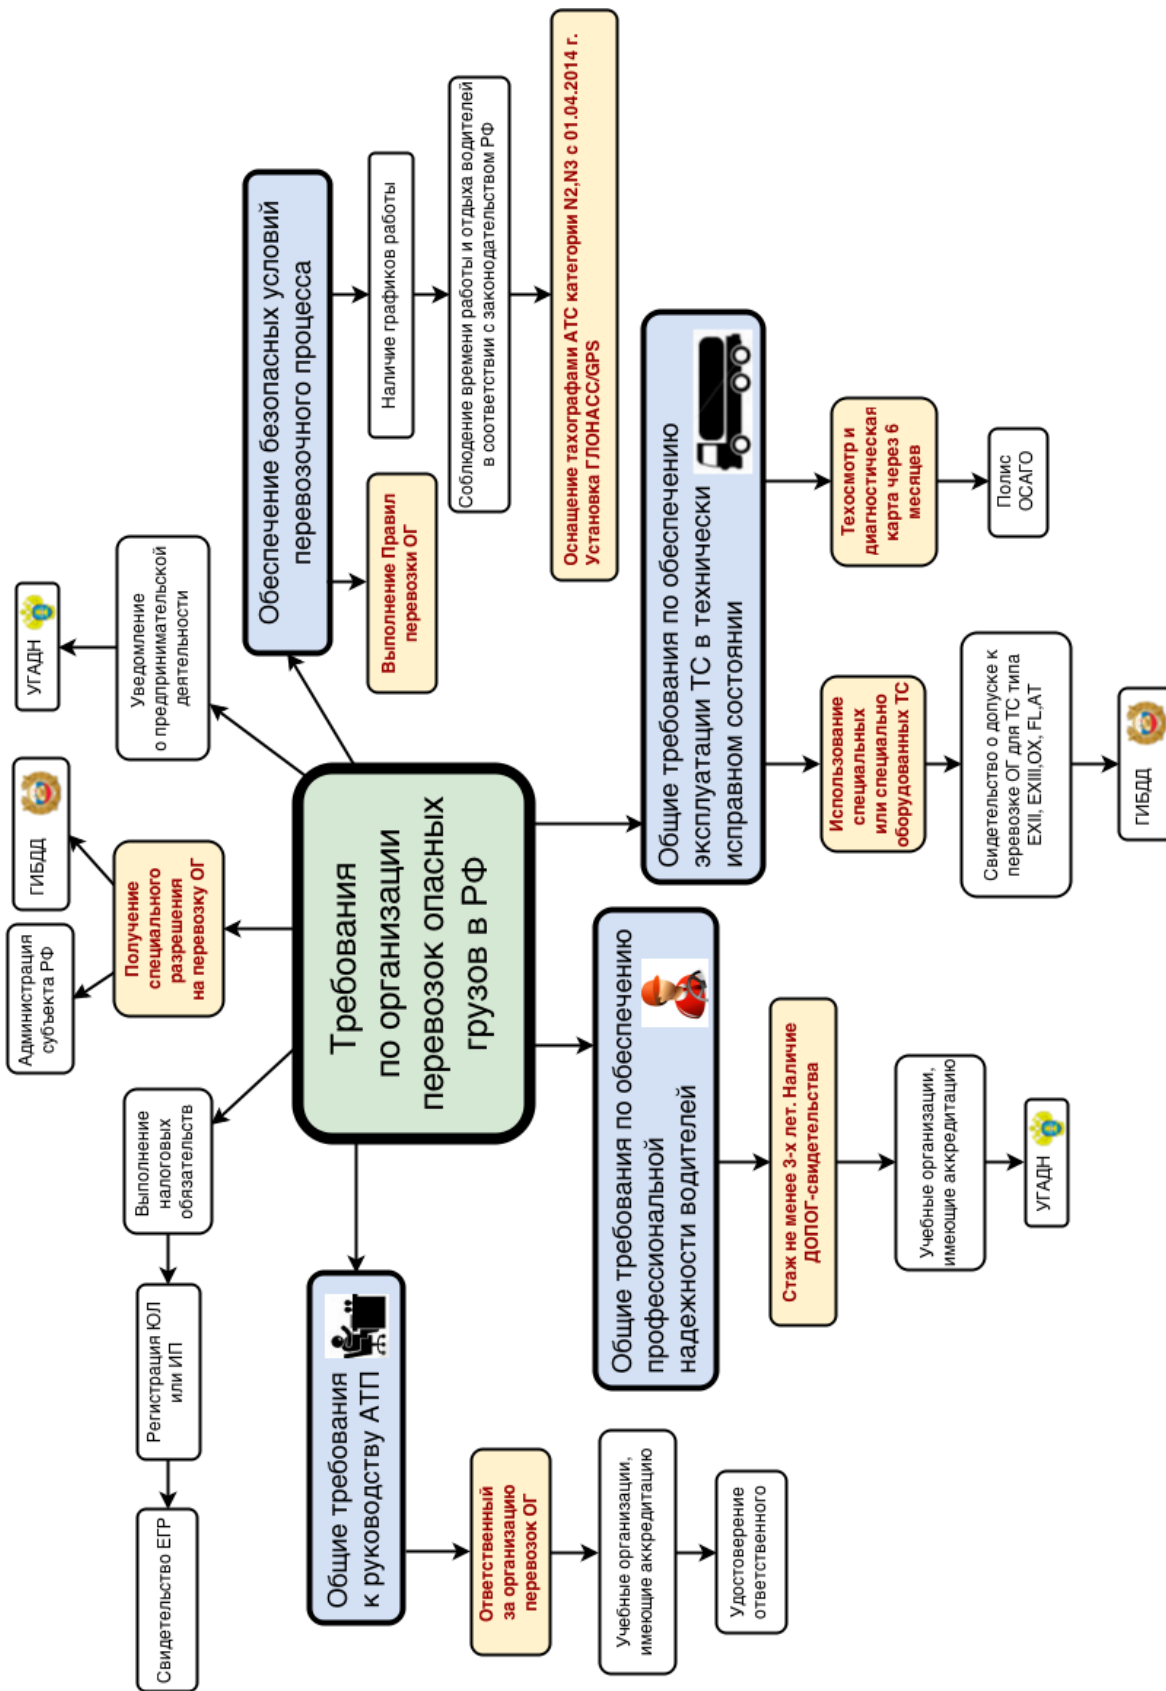 Свидетельство ЕГР
Регистрация ЮЛ
или ИП
Выполнение
налоговых
обязательств
Администрация
субъекта РФ
ГИБДД
Получение
специального
разрешения
на перевозку ОГ
УГАДН
Уведомление
о предпринимательской
деятельности
Требования
по организации
перевозок опасных
грузов в РФ
Обеспечение безопасных условий
перевозочного процесса
Выполнение Правил
перевозки ОГ
Наличие графиков работы
Соблюдение времени работы и отдыха водителей
в соответствии с законодательством РФ
Оснащение тахографами АТС категории N2,N3 с 01.04.2014 г.
Установка ГЛОНАСС/GPS
Общие требования
к руководству АТП
Ответственный
за организацию
перевозок ОГ
Учебные организации,
имеющие аккредитацию
Удостоверение
ответственного
Общие требования по обеспечению
профессиональной
надежности водителей
Стаж не менее 3-х лет. Наличие
ДОПОГ-свидетельства
Учебные организации,
имеющие аккредитацию
УГАДН
Общие требования по обеспечению
эксплуатации ТС в технически
исправном состоянии
Использование
специальных
или специально
оборудованных ТС
Свидетельство о допуске к
перевозке ОГ для ТС типа
EXII, EXIII,OX, FL,AT
ГИБДД
Техосмотр и
диагностическая
карта через 6
месяцев
Полис
ОСАГО